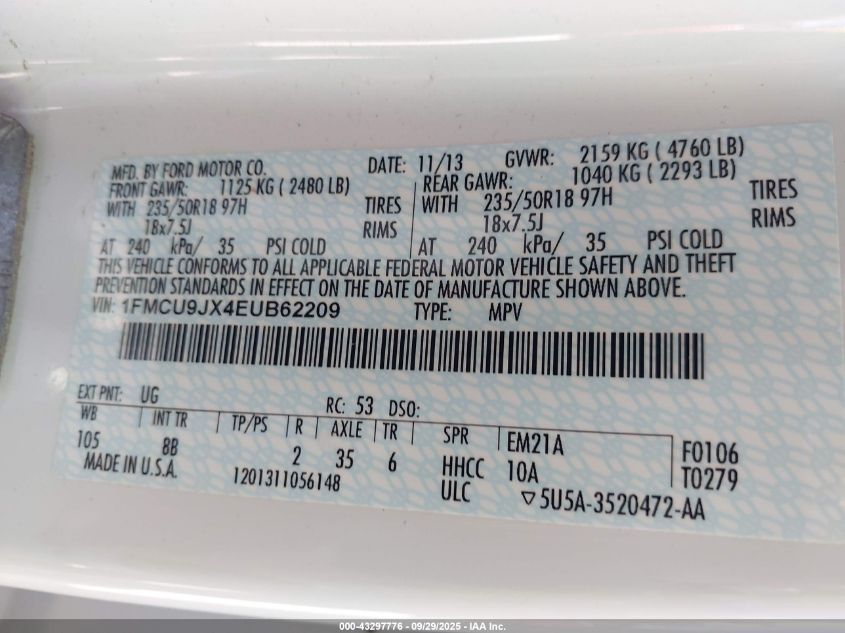 MFD. BY FORD MOTOR CO. DATE: 11/13 GVWR: 2159 KG ( 4760 LB)
FRONT GAWR: 1125 KG ( 2480 LB) REAR GAWR: 1040 KG ( 2293 LB)
WITH 235/50R18 97H TIRES WITH 235/50R18 97H TIRES
18x7.5J RIMS 18x7.5J RIMS
AT 240 kPa/ 35 PSI COLD AT 240 kPa/ 35 PSI COLD
THIS VEHICLE CONFORMS TO ALL APPLICABLE FEDERAL MOTOR VEHICLE SAFETY AND THEFT
PREVENTION STANDARDS IN EFFECT ON THE DATE OF MANUFACTURE SHOWN ABOVE.
VIN: 1FMCU9JX4EUB62209 TYPE: MPV
EXT PNT: UG RC: 53 DSO:
WB INT TR TP/PS R AXLE TR SPR EM21A F0106
105 8B 2 35 6 HHCC 10A T0279
MADE IN U.S.A. 1201311056148 ULC ▽5U5A-3520472-AA
000-43297776 - 09/29/2025 - IAA Inc.